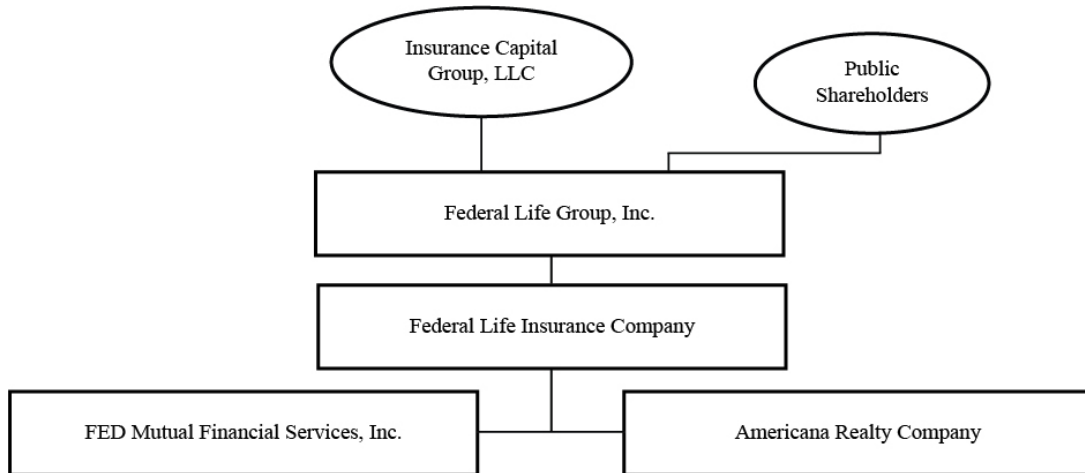 Insurance Capital
Group, LLC
Public
Shareholders
Federal Life Group, Inc.
Federal Life Insurance Company
FED Mutual Financial Services, Inc.
Americana Realty Company